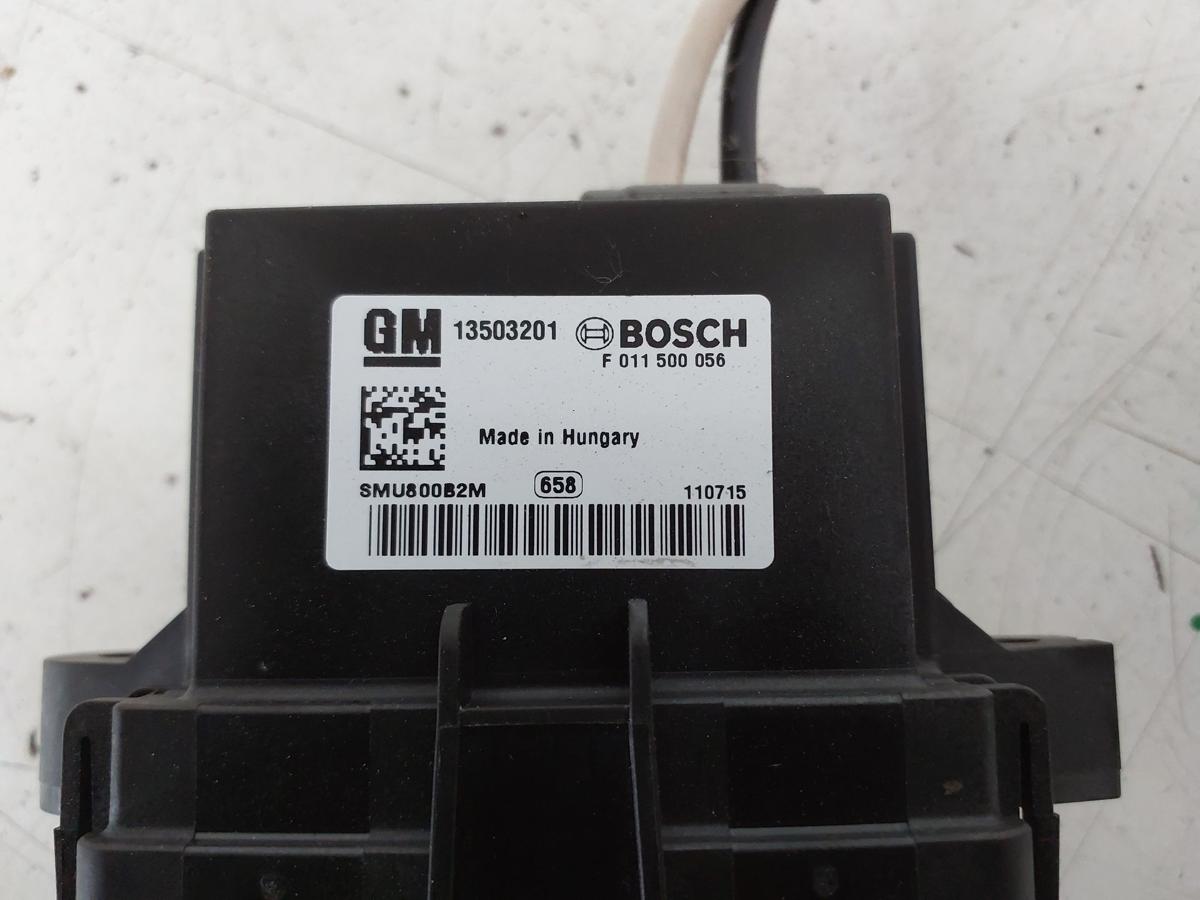 GM 13503201 BOSCH
F 011 500 056
Made in Hungary
SMU800B2M 658 110715